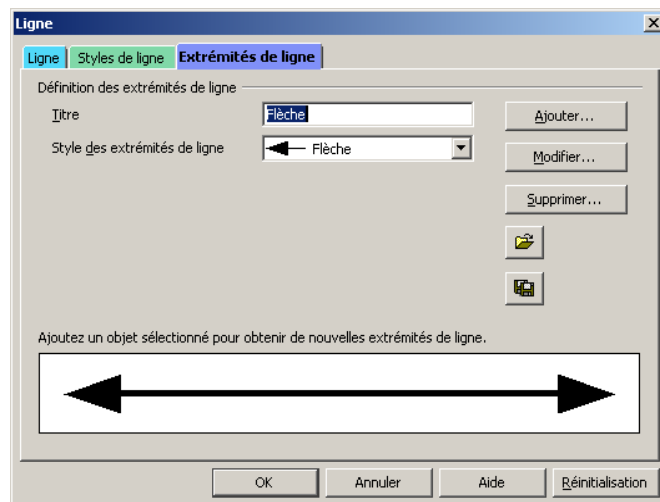 Ligne
Ligne Styles de ligne Extrémités de ligne
Définition des extrémités de ligne
Titre Flèche Ajouter...
Style des extrémités de ligne Flèche Modifier...
Supprimer...
Ajoutez un objet sélectionné pour obtenir de nouvelles extrémités de ligne.
OK Annuler Aide Réinitialisation